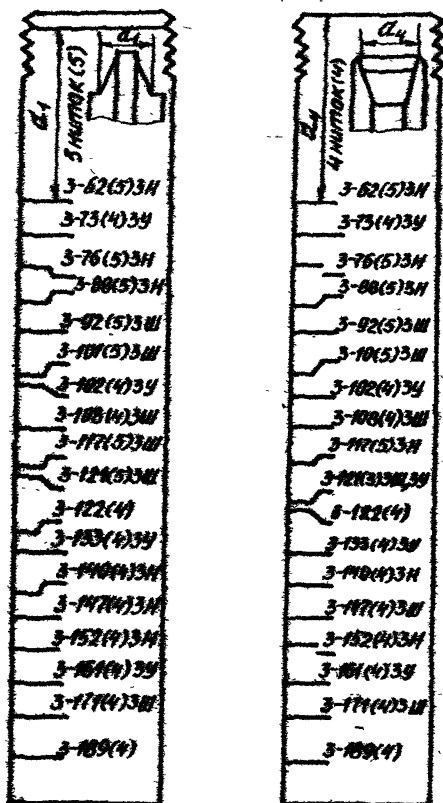 d₁
d₁
5 ниток (5)
3-62(5)ЗН
3-73(4)ЗУ
3-76(5)ЗН
3-88(5)ЗН
3-92(5)ЗШ
3-101(5)ЗШ
3-102(4)ЗУ
3-108(4)ЗШ
3-117(5)ЗШ
3-121(5)ЗШ
3-122(4)
3-133(4)ЗУ
3-140(4)ЗН
3-147(4)ЗН
3-152(4)ЗН
3-161(4)ЗУ
3-171(4)ЗШ
3-189(4)
d₄
d₄
4 ниток (4)
3-62(5)ЗН
3-73(4)ЗУ
3-76(5)ЗН
3-88(5)ЗН
3-92(5)ЗШ
3-10(5)ЗШ
3-102(4)ЗУ
3-108(4)ЗШ
3-117(5)ЗН
3-121(5)ЗШ,ЗУ
3-133(4)ЗУ
3-140(4)ЗН
3-147(4)ЗШ
3-152(4)ЗН
3-161(4)ЗУ
3-171(4)ЗШ
3-189(4)